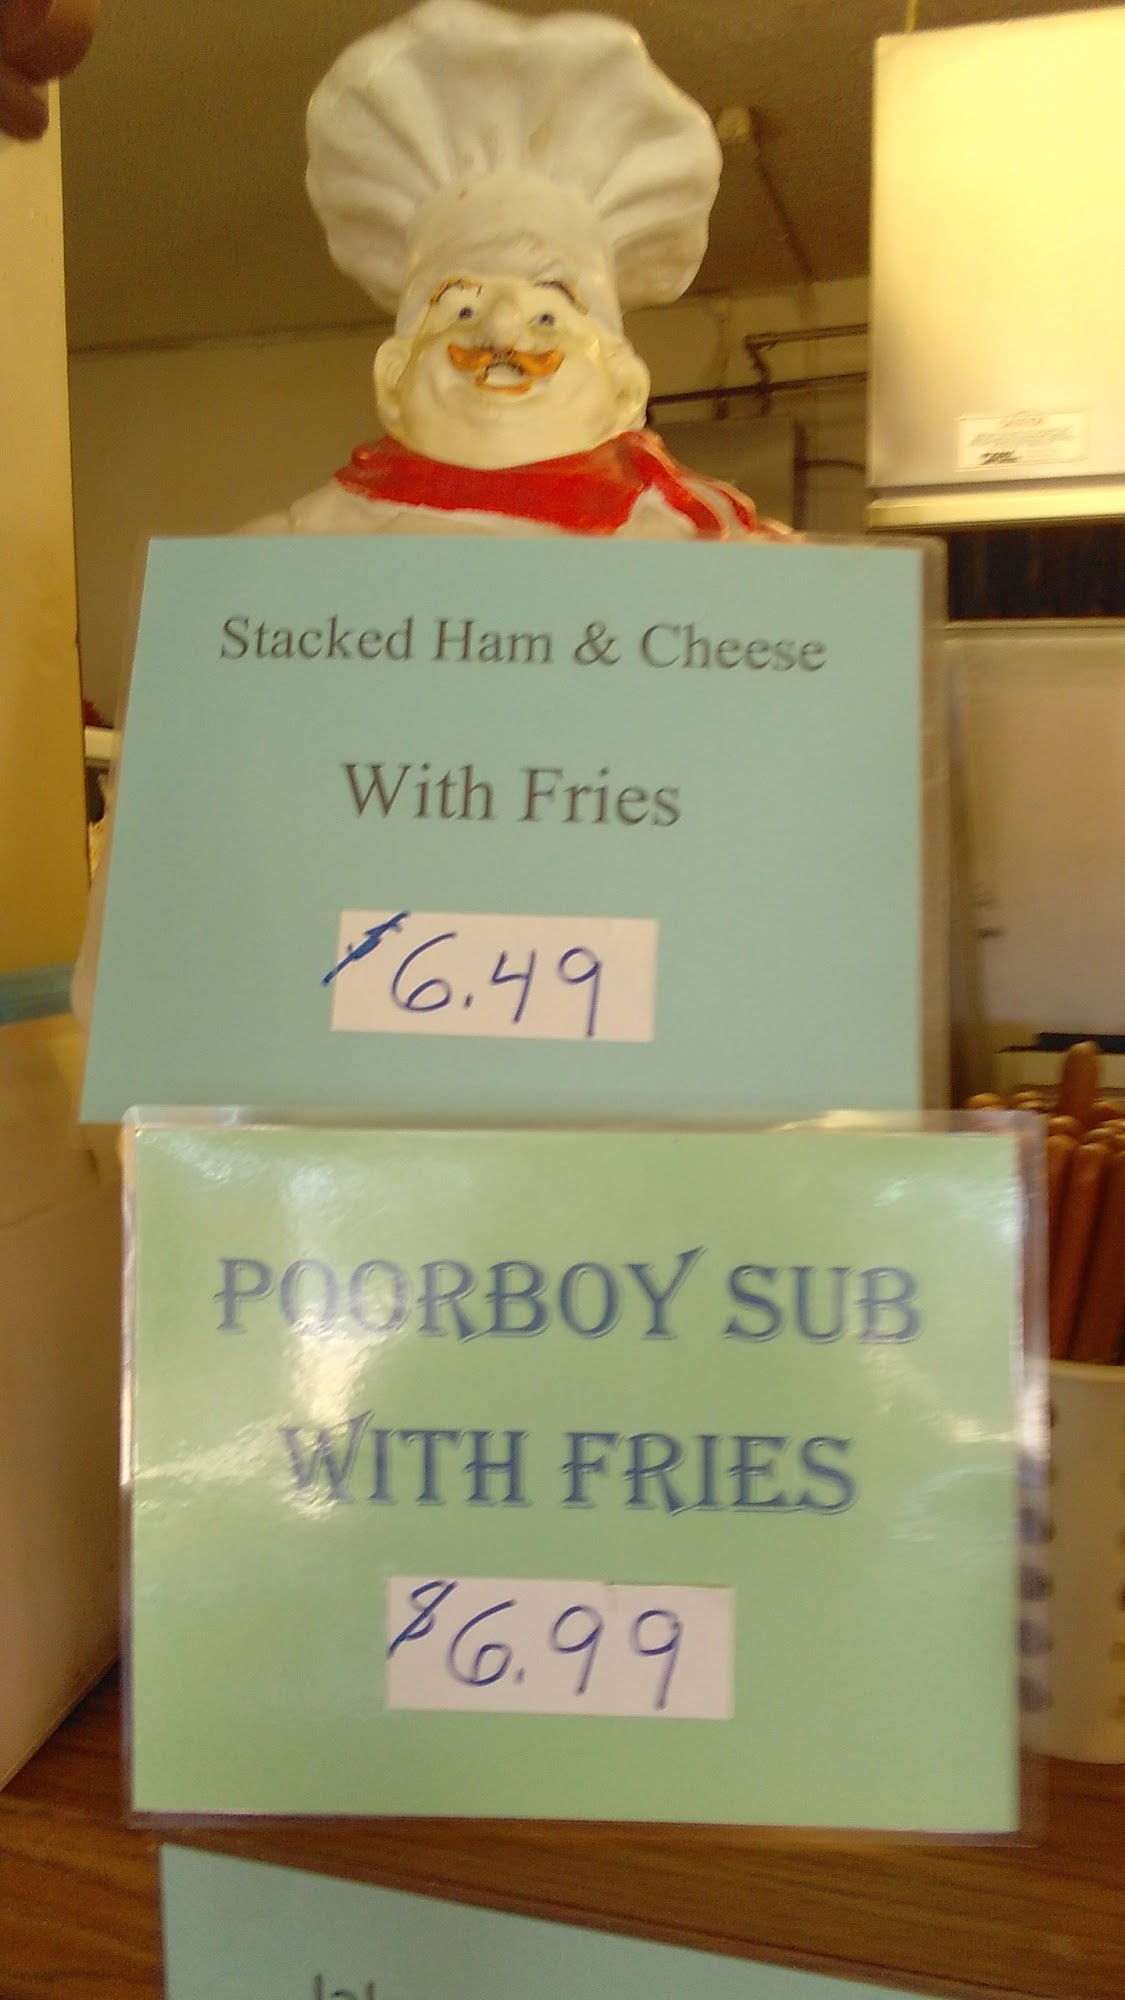 Stacked Ham & Cheese
With Fries
$6.49
POORBOY SUB
WITH FRIES
$6.99